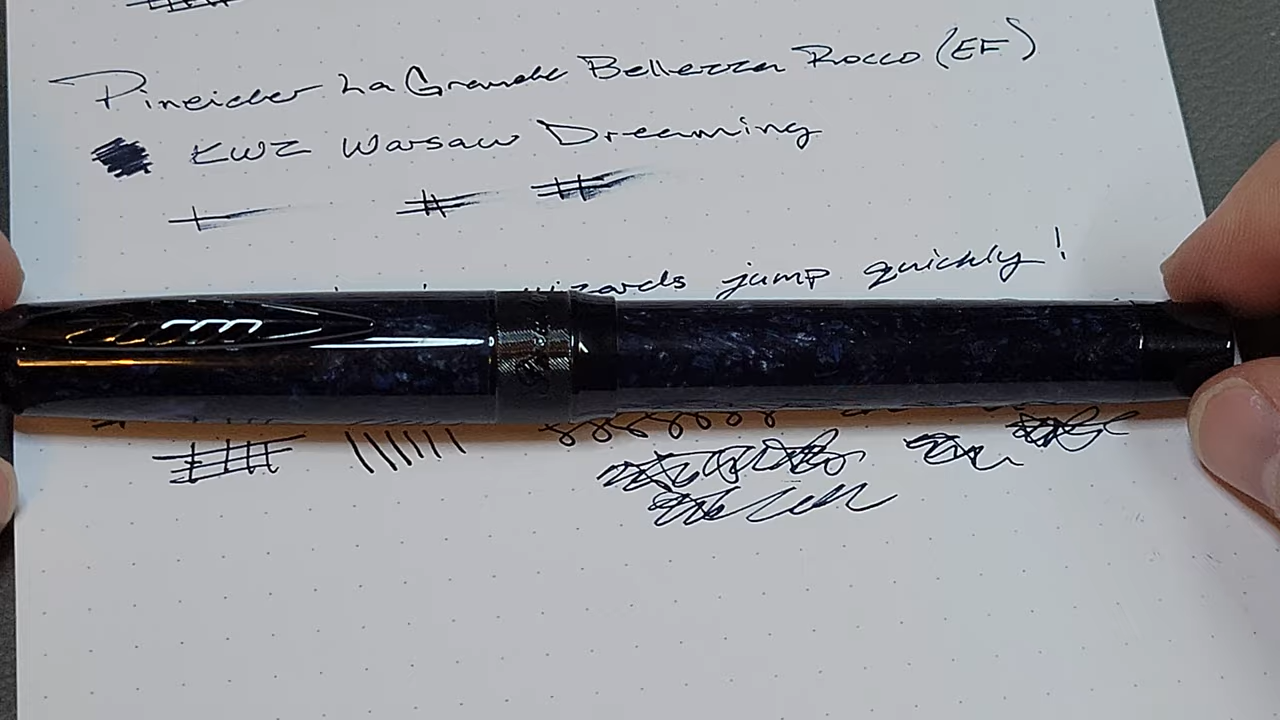 Pineider La Grande Bellezza Rocco (EF)
KWZ Warsaw Dreaming
wizards jump quickly!